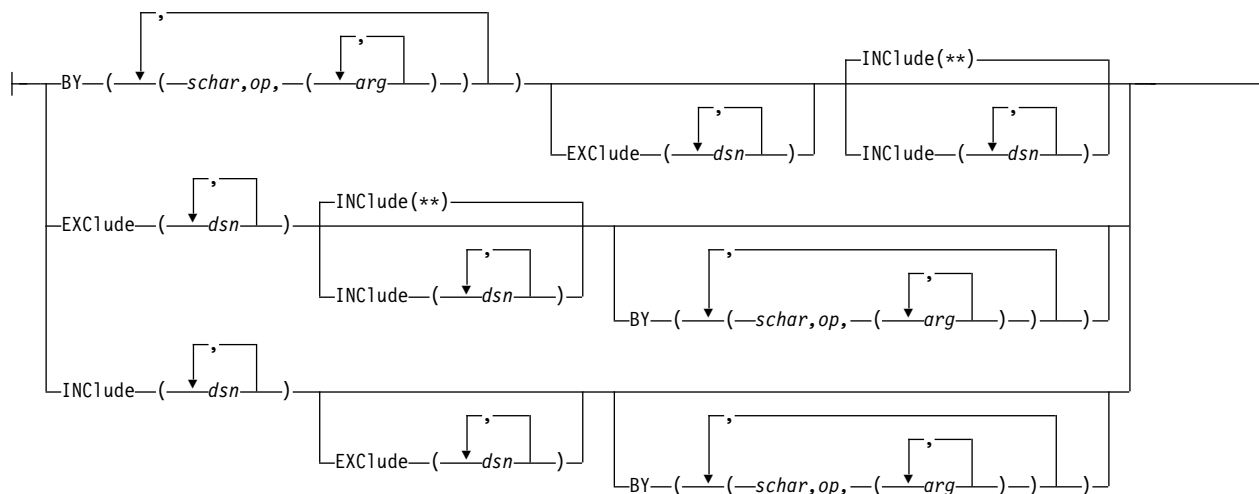 ,
, ,
INClude(**)
BY ( ( schar,op, ( arg ) ) )
, ,
EXClude ( dsn ) INClude ( dsn )
,
INClude(**)
EXClude ( dsn )
, ,
,
INClude ( dsn )
BY ( ( schar,op, ( arg ) ) )
,
INClude ( dsn )
, ,
,
EXClude ( dsn )
BY ( ( schar,op, ( arg ) ) )